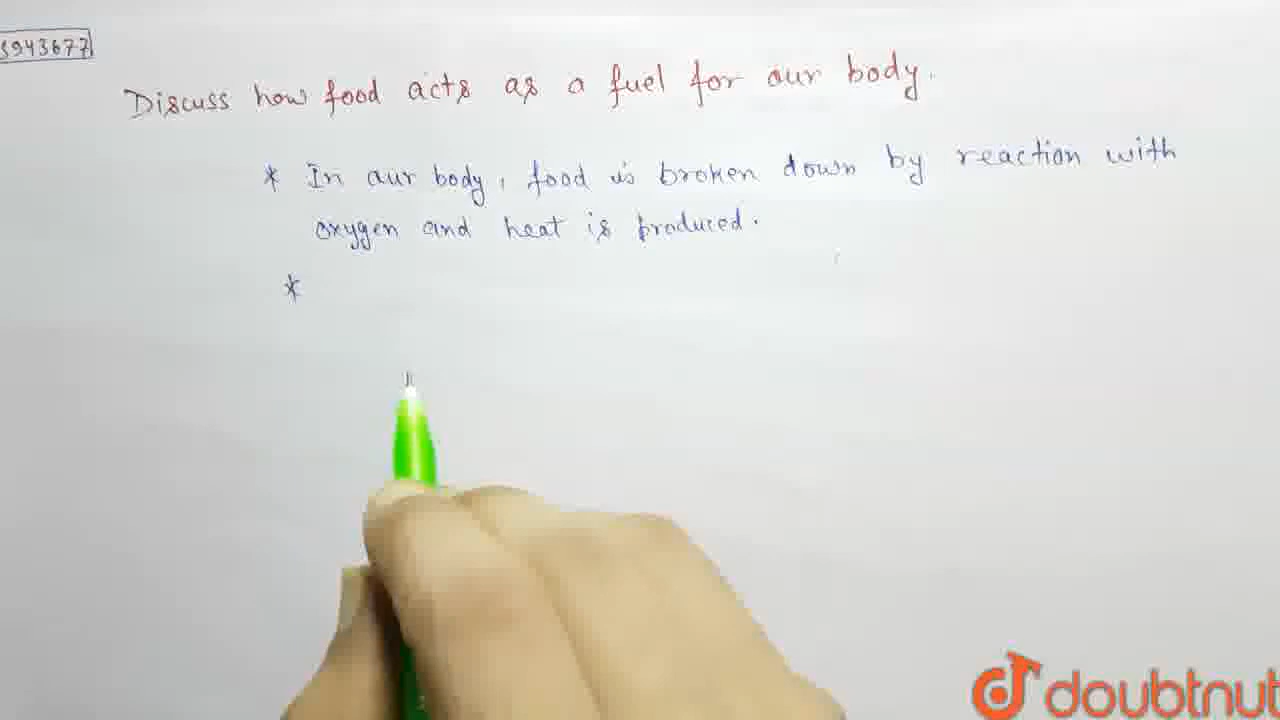 5943677
Discuss how food acts as a fuel for our body.
* In our body, food is broken down by reaction with
oxygen and heat is produced.
*
doubtnut